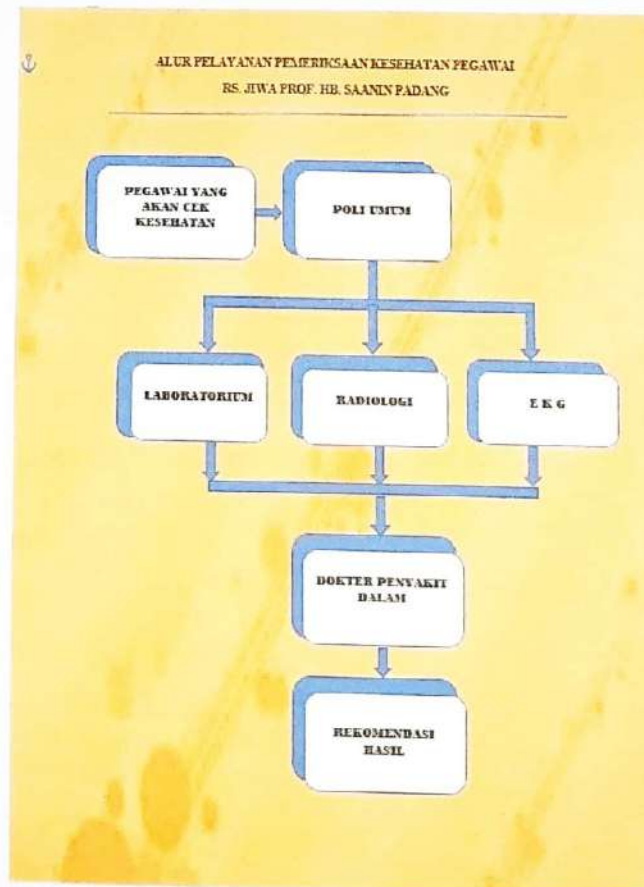 ALUR PELAYANAN PEMERIKSAAN KESEHATAN PEGAWAI
RS. JIWA PROF. HB. SAANIN PADANG
PEGAWAI YANG
AKAN CEK
KESEHATAN
POLI UMUM
LABORATORIUM
RADIOLOGI
E K G
DOKTER PENYAKIT
DALAM
REKOMENDASI
HASIL